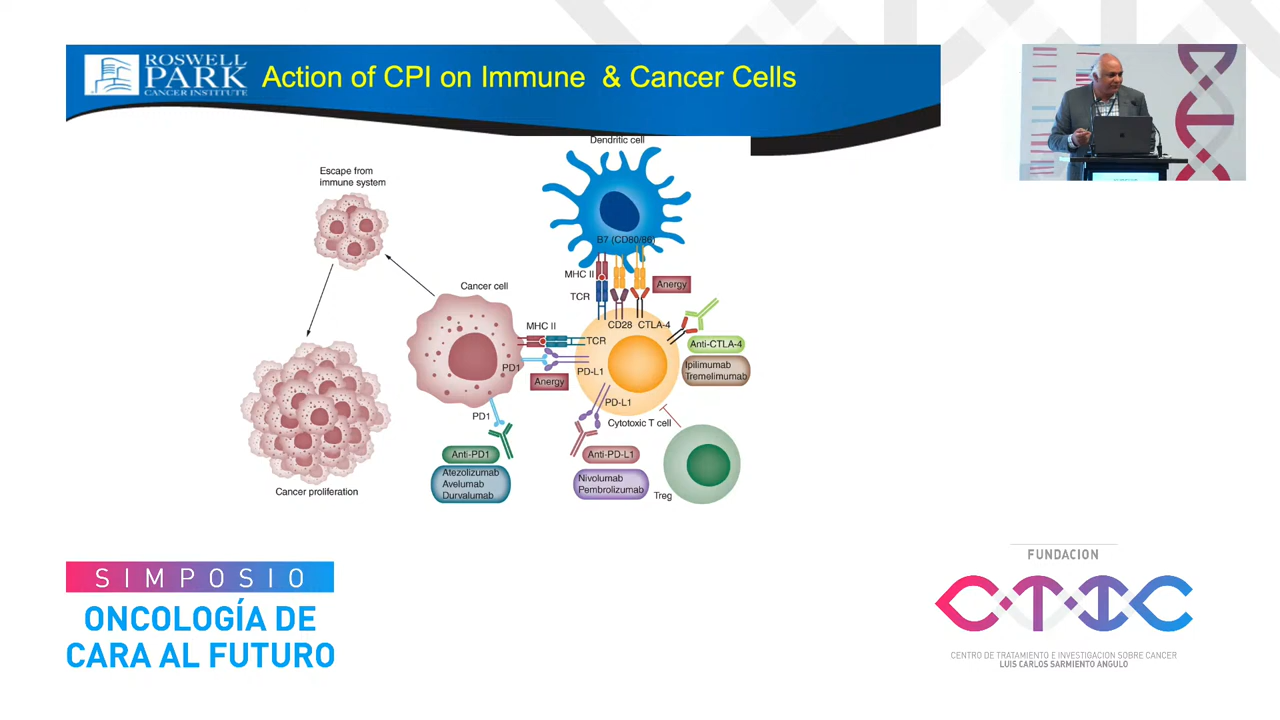 ROSWELL
PARK
CANCER INSTITUTE
Action of CPI on Immune & Cancer Cells
Dendritic cell
Escape from
immune system
B7 (CD80/86)
MHC II
Anergy
Cancer cell
TCR
MHC II
CD28
CTLA-4
TCR
Anti-CTLA-4
PD1
PD-L1
Ipilimumab
Tremelimumab
Anergy
PD-L1
PD1
Cytotoxic T cell
Anti-PD1
Anti-PD-L1
Atezolizumab
Avelumab
Durvalumab
Nivolumab
Pembrolizumab
Treg
Cancer proliferation
SIMPOSIO
ONCOLOGÍA DE
CARA AL FUTURO
FUNDACION
CTIC
CENTRO DE TRATAMIENTO E INVESTIGACION SOBRE CANCER
LUIS CARLOS SARMIENTO ANGULO